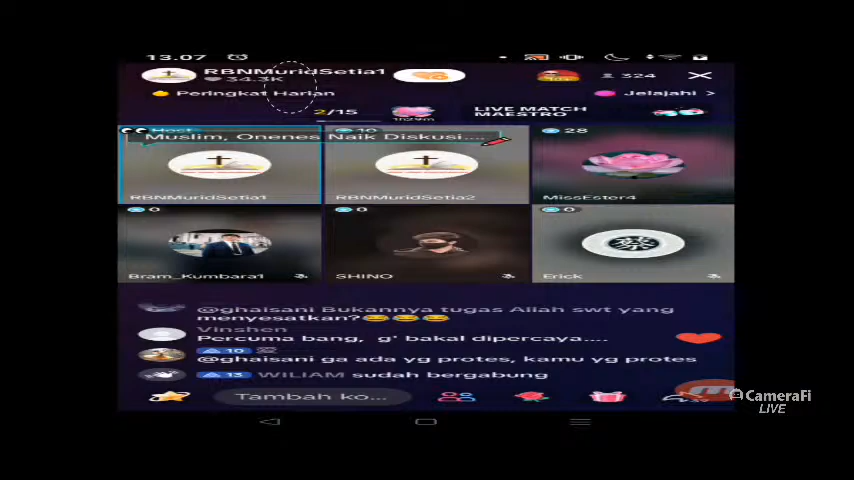 13.07
RBNMuridSetia1
34.3K
324
Peringkat Harian
Jelajahi >
2/15
1h29m
LIVE MATCH
MAESTRO
Host
10
28
Muslim, Onenes Naik Diskusi....
RBNMuridSetia1
RBNMuridSetia2
MissEster4
0
0
0
Bram_Kumbara1
SHINO
Erick
@ghaisani Bukannya tugas Allah swt yang
menyesatkan?😂😂😂
Vinshen
Percuma bang, g' bakal dipercaya....
10
@ghaisani ga ada yg protes, kamu yg protes
13 WILIAM sudah bergabung
Tambah ko...
CameraFi
LIVE